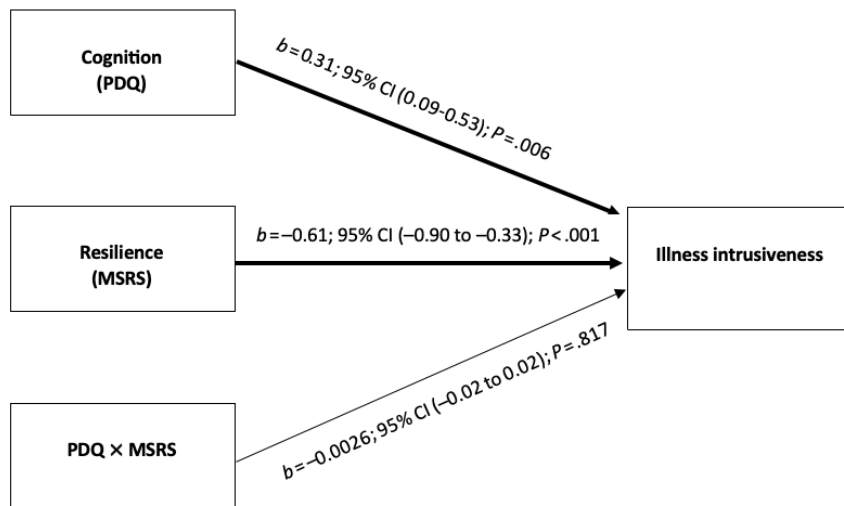 Cognition
(PDQ)
b=0.31; 95% CI (0.09-0.53); P=.006
Resilience
(MSRS)
b=–0.61; 95% CI (–0.90 to –0.33); P<.001
Illness intrusiveness
PDQ × MSRS
b=–0.0026; 95% CI (–0.02 to 0.02); P=.817